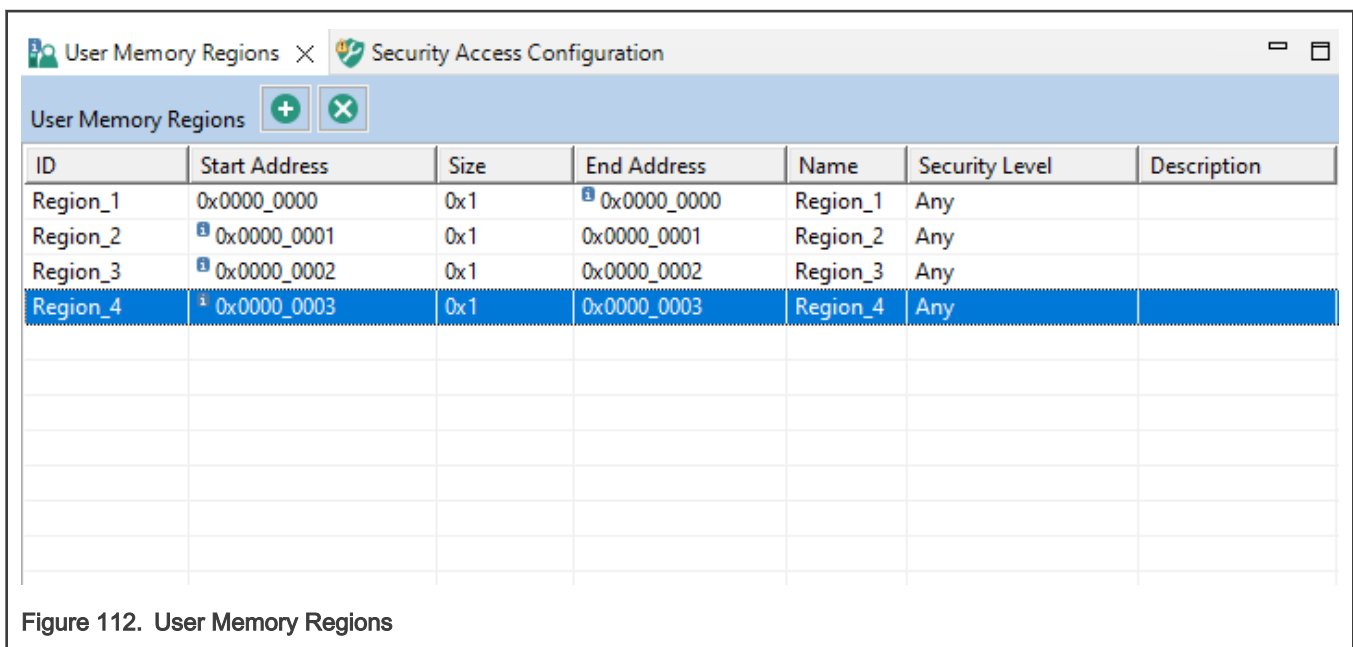 User Memory Regions Security Access Configuration
User Memory Regions
ID Start Address Size End Address Name Security Level Description
Region_1 0x0000_0000 0x1 0x0000_0000 Region_1 Any
Region_2 0x0000_0001 0x1 0x0000_0001 Region_2 Any
Region_3 0x0000_0002 0x1 0x0000_0002 Region_3 Any
Region_4 0x0000_0003 0x1 0x0000_0003 Region_4 Any
Figure 112. User Memory Regions